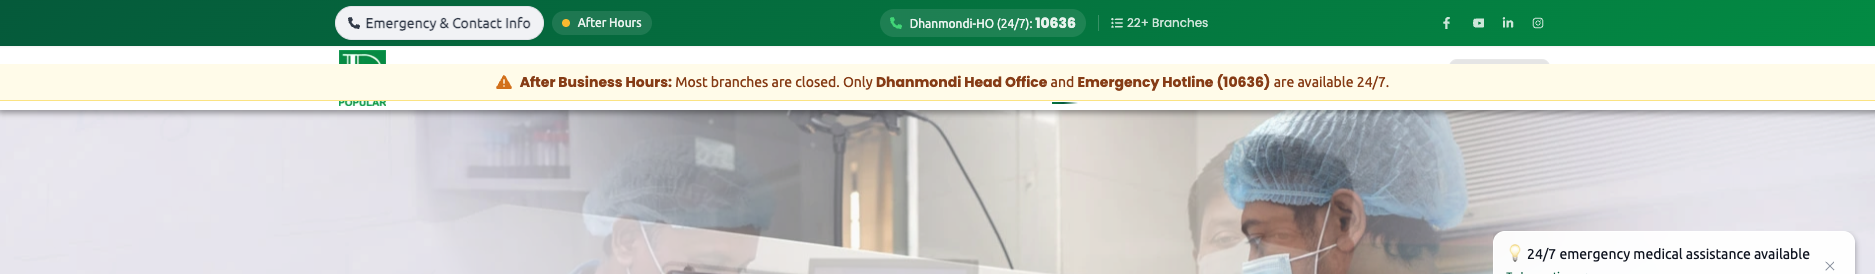 Emergency & Contact Info
After Hours
Dhanmondi-HO (24/7): 10636
22+ Branches
After Business Hours: Most branches are closed. Only Dhanmondi Head Office and Emergency Hotline (10636) are available 24/7.
POPULAR
24/7 emergency medical assistance available